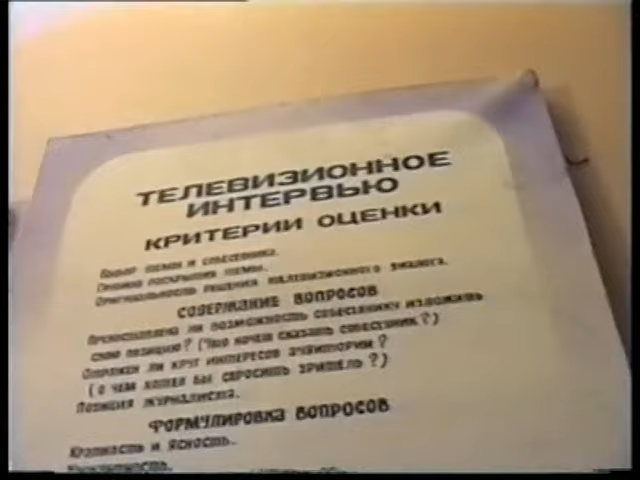 ТЕЛЕВИЗИОННОЕ
ИНТЕРВЬЮ
КРИТЕРИИ ОЦЕНКИ
Выбор темы и собеседника.
Глубина раскрытия темы.
Оригинальность решения телевизионного диалога.
СОДЕРЖАНИЕ ВОПРОСОВ
Предоставлена ли возможность собеседнику изложить
свою позицию? (Что хочет сказать собеседник?)
Отражен ли круг интересов аудитории?
(О чем хотел бы спросить зритель?)
Позиция журналиста.
ФОРМУЛИРОВКА ВОПРОСОВ
Краткость и ясность.